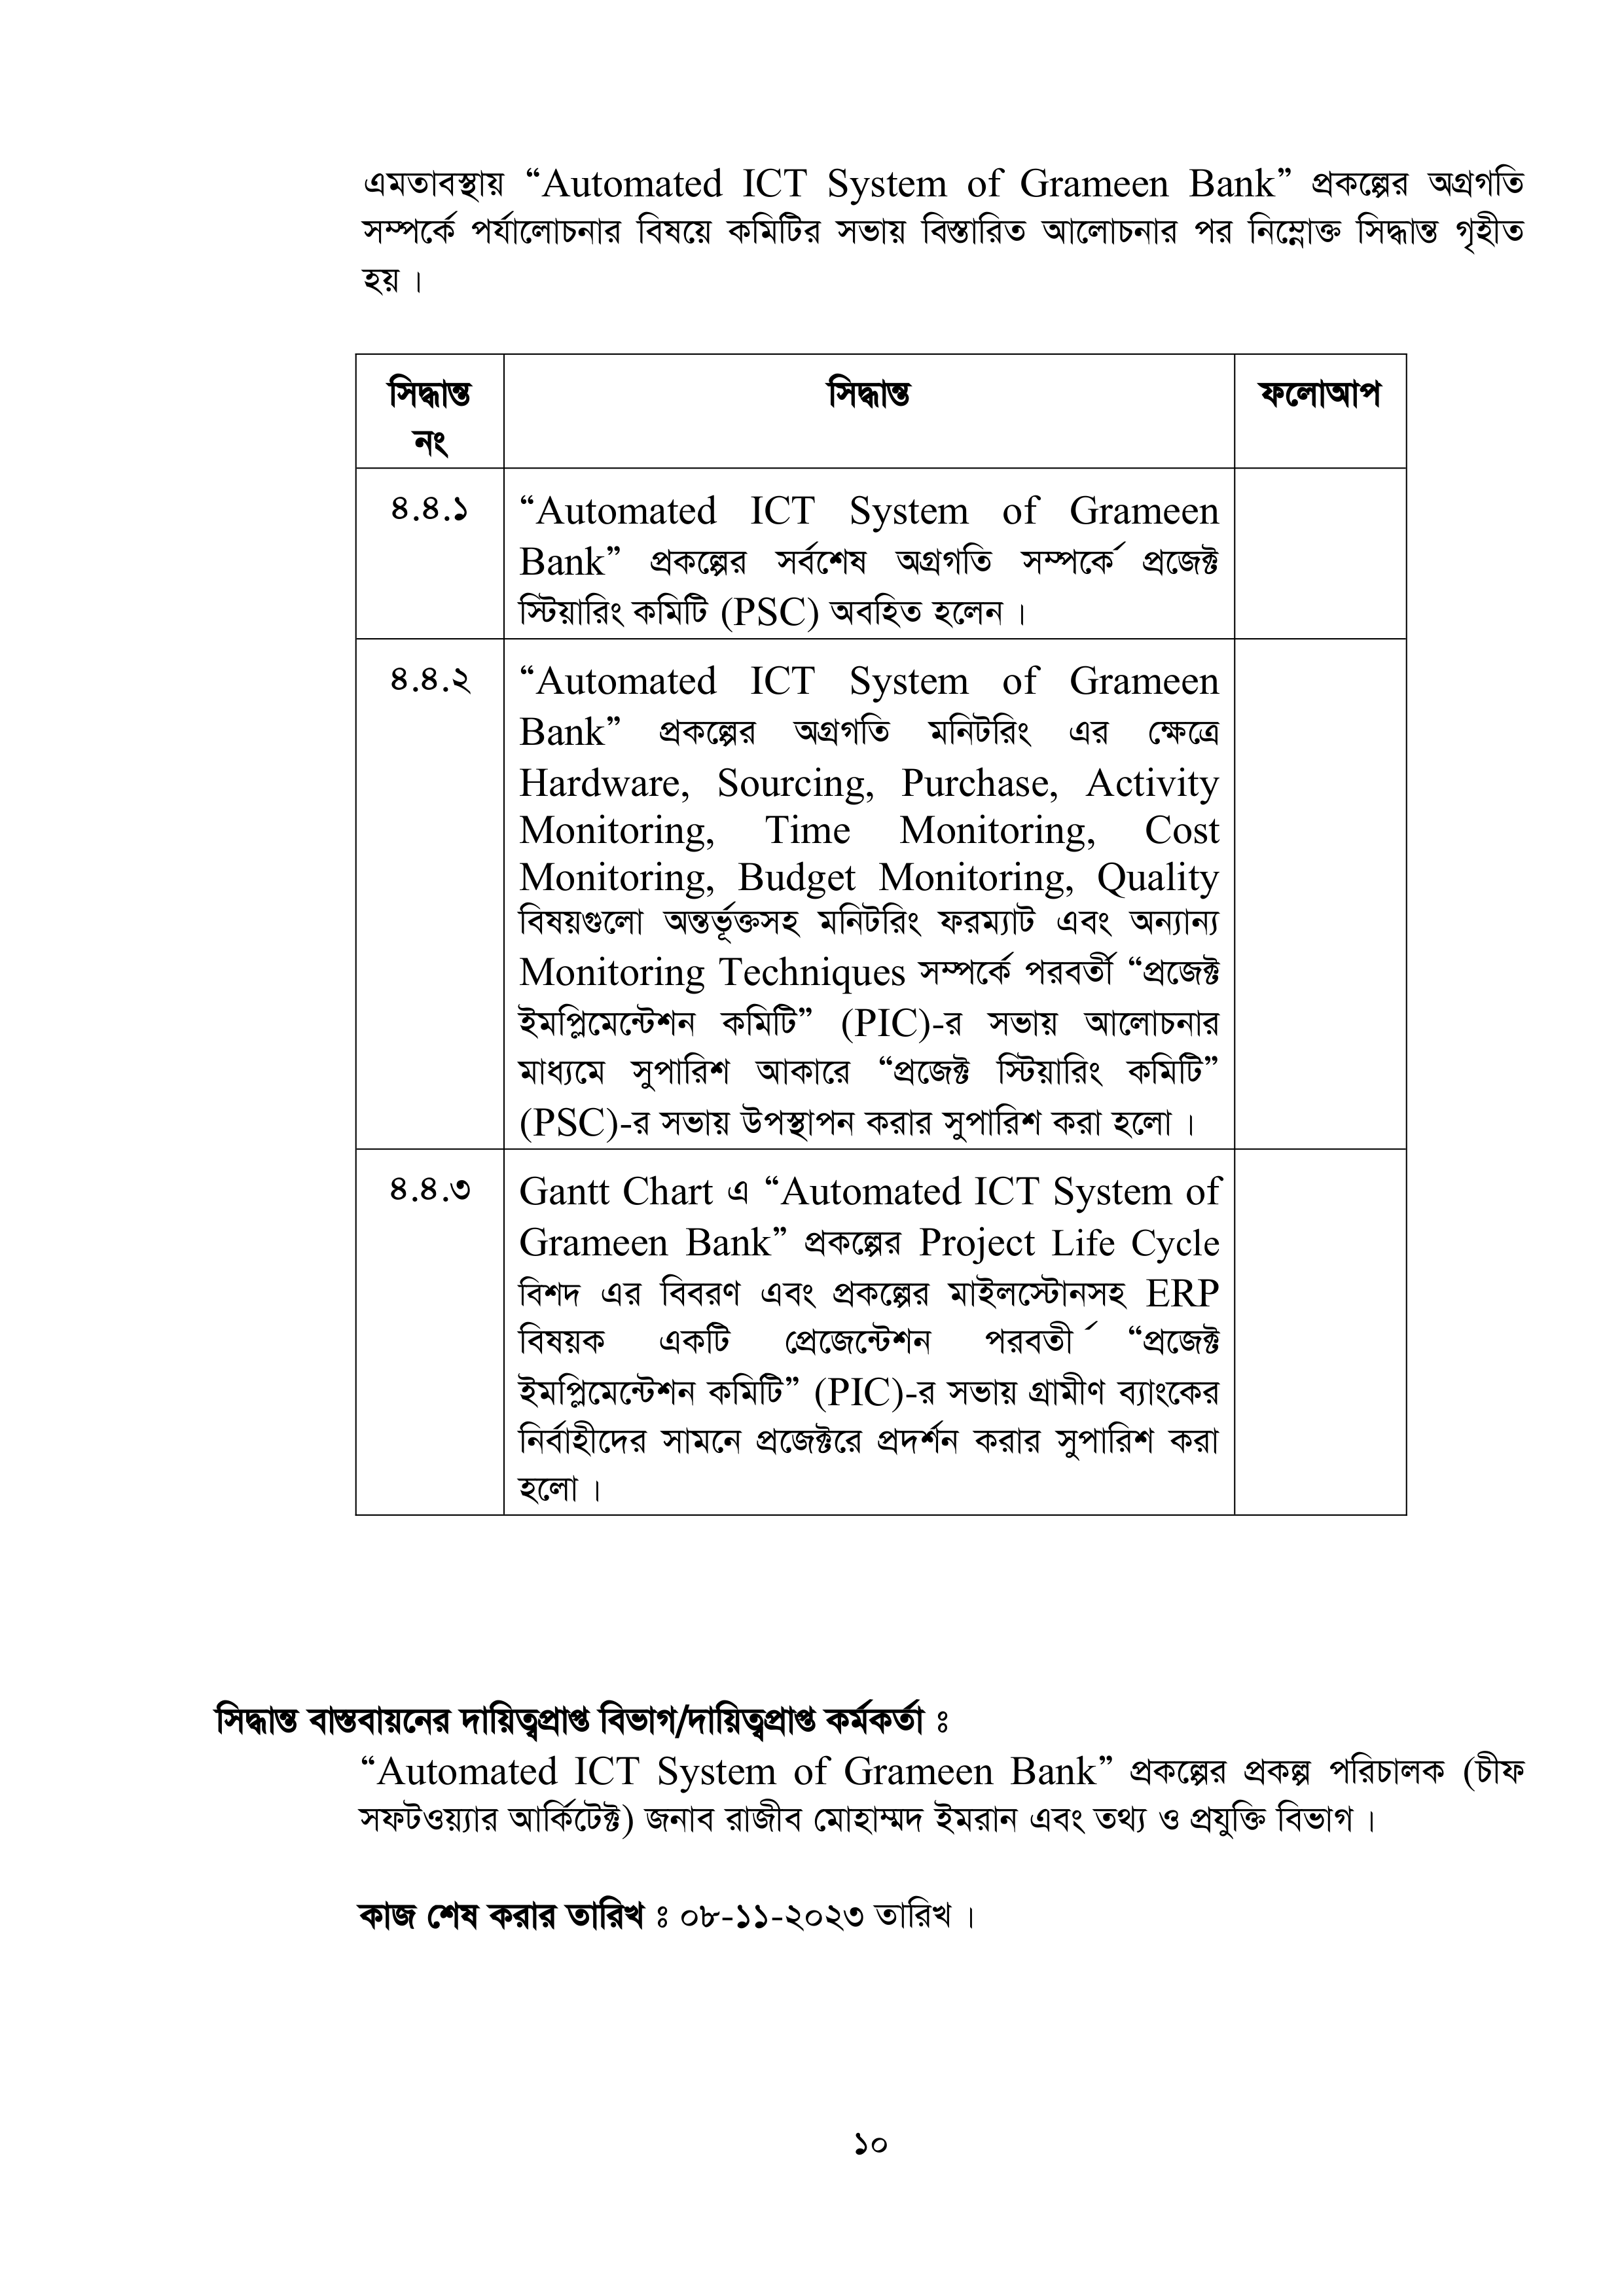 এমতাবস্থায় “Automated ICT System of Grameen Bank” প্রকল্পের অগ্রগতি
সম্পর্কে পর্যালোচনার বিষয়ে কমিটির সভায় বিস্তারিত আলোচনার পর নিম্নোক্ত সিদ্ধান্ত গৃহীত
হয়।
সিদ্ধান্ত
নং
সিদ্ধান্ত
ফলোআপ
৪.৪.১
“Automated ICT System of Grameen
Bank” প্রকল্পের সর্বশেষ অগ্রগতি সম্পর্কে প্রজেক্ট
স্টিয়ারিং কমিটি (PSC) অবহিত হলেন।
৪.৪.২
“Automated ICT System of Grameen
Bank” প্রকল্পের অগ্রগতি মনিটরিং এর ক্ষেত্রে
Hardware, Sourcing, Purchase, Activity
Monitoring, Time Monitoring, Cost
Monitoring, Budget Monitoring, Quality
বিষয়গুলো অন্তর্ভূক্তসহ মনিটরিং ফরম্যাট এবং অন্যান্য
Monitoring Techniques সম্পর্কে পরবর্তী “প্রজেক্ট
ইমপ্লিমেন্টেশন কমিটি” (PIC)-র সভায় আলোচনার
মাধ্যমে সুপারিশ আকারে “প্রজেক্ট স্টিয়ারিং কমিটি”
(PSC)-র সভায় উপস্থাপন করার সুপারিশ করা হলো।
৪.৪.৩
Gantt Chart এ “Automated ICT System of
Grameen Bank” প্রকল্পের Project Life Cycle
বিশদ এর বিবরণ এবং প্রকল্পের মাইলস্টোনসহ ERP
বিষয়ক একটি প্রেজেন্টেশন পরবর্তী “প্রজেক্ট
ইমপ্লিমেন্টেশন কমিটি” (PIC)-র সভায় গ্রামীণ ব্যাংকের
নির্বাহীদের সামনে প্রজেক্টরে প্রদর্শন করার সুপারিশ করা
হলো।
সিদ্ধান্ত বাস্তবায়নের দায়িত্বপ্রাপ্ত বিভাগ/দায়িত্বপ্রাপ্ত কর্মকর্তা ঃ
“Automated ICT System of Grameen Bank” প্রকল্পের প্রকল্প পরিচালক (চীফ
সফটওয়্যার আর্কিটেক্ট) জনাব রাজীব মোহাম্মদ ইমরান এবং তথ্য ও প্রযুক্তি বিভাগ।
কাজ শেষ করার তারিখ ঃ ০৮-১১-২০২৩ তারিখ।
১০